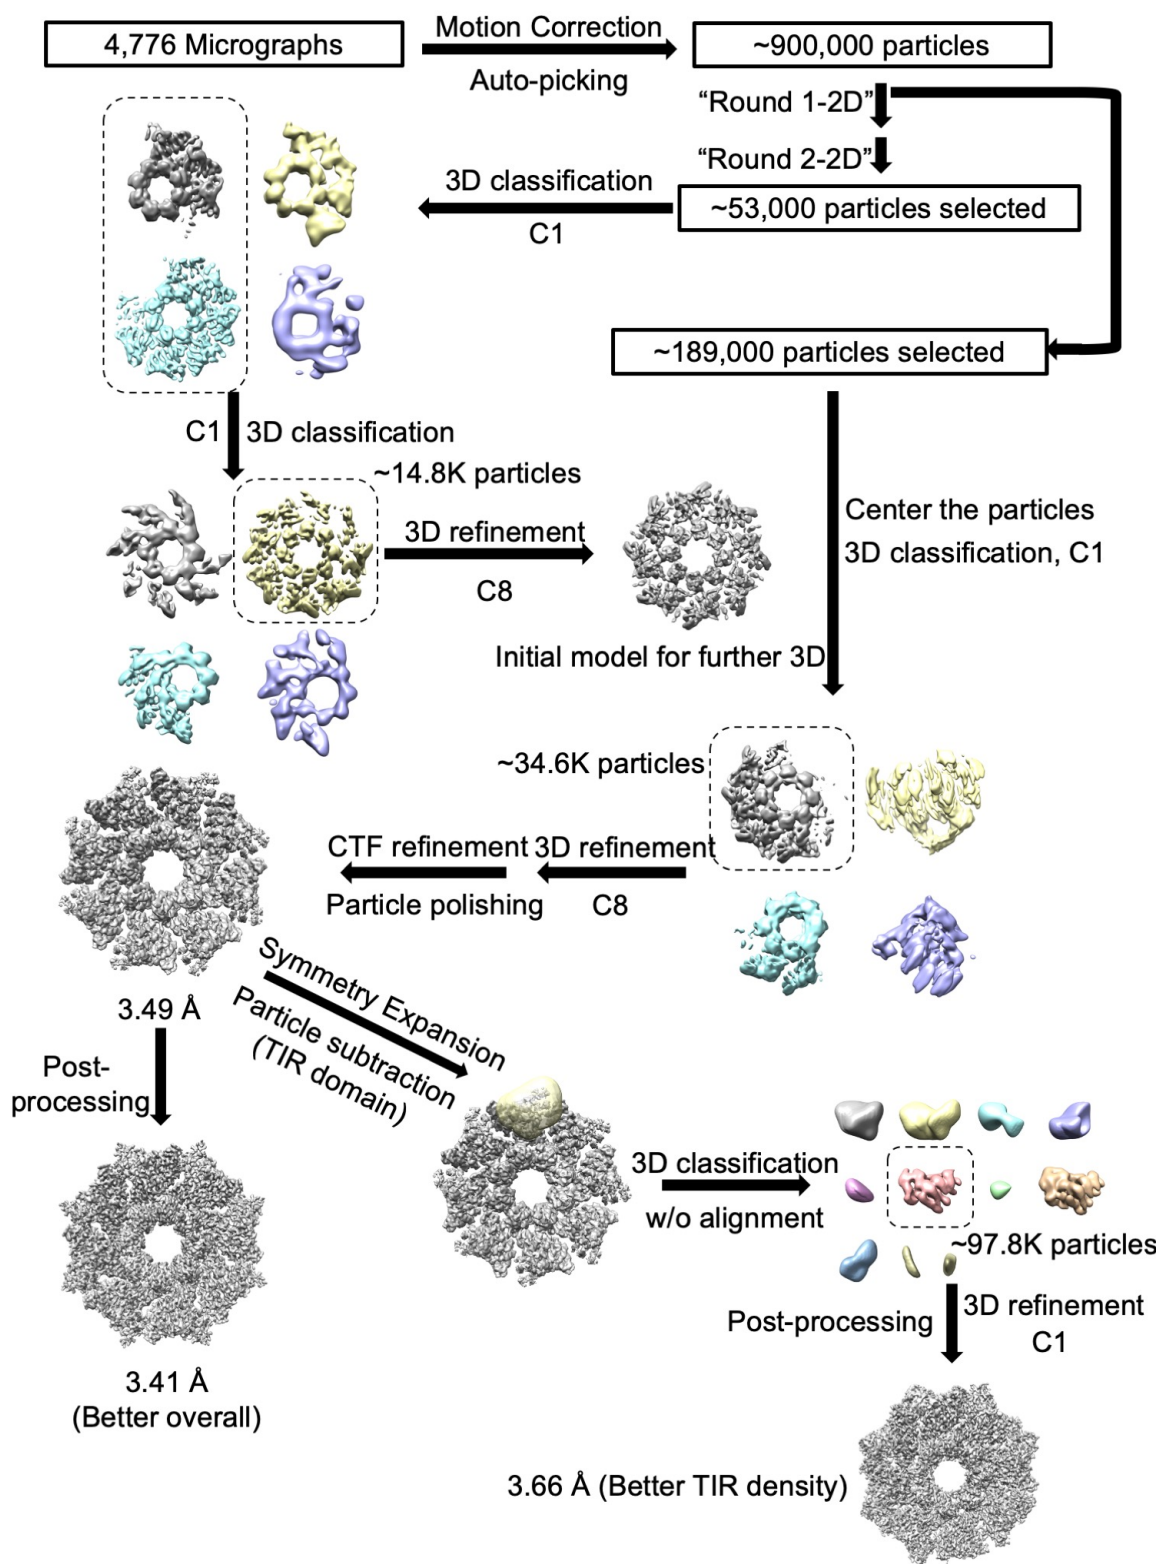 4,776 Micrographs
Motion Correction
Auto-picking
~900,000 particles
“Round 1-2D”
“Round 2-2D”
3D classification
C1
~53,000 particles selected
~189,000 particles selected
C1
3D classification
~14.8K particles
3D refinement
C8
Center the particles
3D classification, C1
Initial model for further 3D
~34.6K particles
CTF refinement
3D refinement
Particle polishing
C8
3.49 Å
Symmetry Expansion
Particle subtraction
(TIR domain)
Post-
processing
3D classification
w/o alignment
~97.8K particles
Post-processing
3D refinement
C1
3.41 Å
(Better overall)
3.66 Å (Better TIR density)